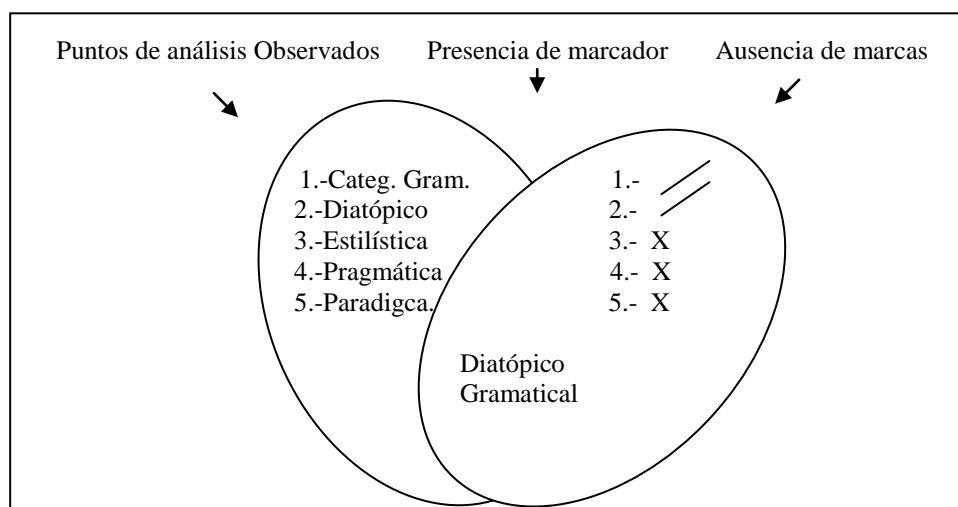 Puntos de análisis Observados Presencia de marcador Ausencia de marcas
1.-Categ. Gram. 1.-
2.-Diatópico 2.-
3.-Estilística 3.- X
4.-Pragmática 4.- X
5.-Paradigca. 5.- X
Diatópico
Gramatical